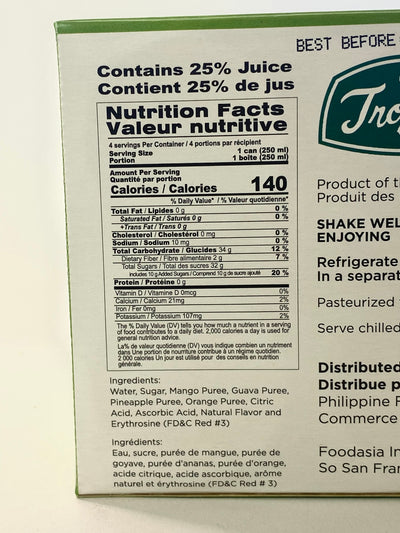 BEST BEFORE
Contains 25% Juice
Contient 25% de jus
Nutrition Facts
Valeur nutritive
4 servings Per Container / 4 portions par récipient
Serving Size 1 can (250 ml)
Portion 1 boîte (250 ml)
Amount Per Serving
Quantité par portion
Calories / Calories 140
% Daily Value* / % Valeur quotidienne*
Total Fat / Lipides 0 g 0 %
Saturated Fat / Saturés 0 g 0 %
+Trans Fat / Trans 0 g
Cholesterol / Cholestérol 0 mg 0 %
Sodium / Sodium 10 mg 0 %
Total Carbohydrate / Glucides 34 g 12 %
Dietary Fiber / Fibre alimentaire 2 g 7 %
Total Sugars / Total des sucres 32 g
Includes 10 g Added Sugars / Comprend 10 g de sucre ajouté 20 %
Protein / Protéine 0 g
Vitamin D / Vitamin D 0mcg 0%
Calcium / Calcium 21mg 2%
Iron / Fer 0mg 0%
Potassium / Potassium 107mg 2%
The % Daily Value (DV) tells you how much a nutrient in a serving
of food contributes to a daily diet. 2,000 calories a day is used for
general nutrition advice.
La% de valeur quotidienne (DV) vous indique combien un nutriment
dans Une portion de nourriture contribue à un régime quotidien.
2 000 calories Un jour est utilisé pour des conseils en nutrition
générale.
Ingredients:
Water, Sugar, Mango Puree, Guava Puree,
Pineapple Puree, Orange Puree, Citric
Acid, Ascorbic Acid, Natural Flavor and
Erythrosine (FD&C Red #3)
Ingrédients:
Eau, sucre, purée de mangue, purée de
goyave, purée d'ananas, purée d'orange,
acide citrique, acide ascorbique, arôme
naturel et érythrosine (FD&C Red # 3)
Product of
Produit des
SHAKE WEL
ENJOYING
Refrigerate
In a separat
Pasteurized
Serve chilled
Distributed
Distribue p
Philippine F
Commerce
Foodasia In
So San Fran